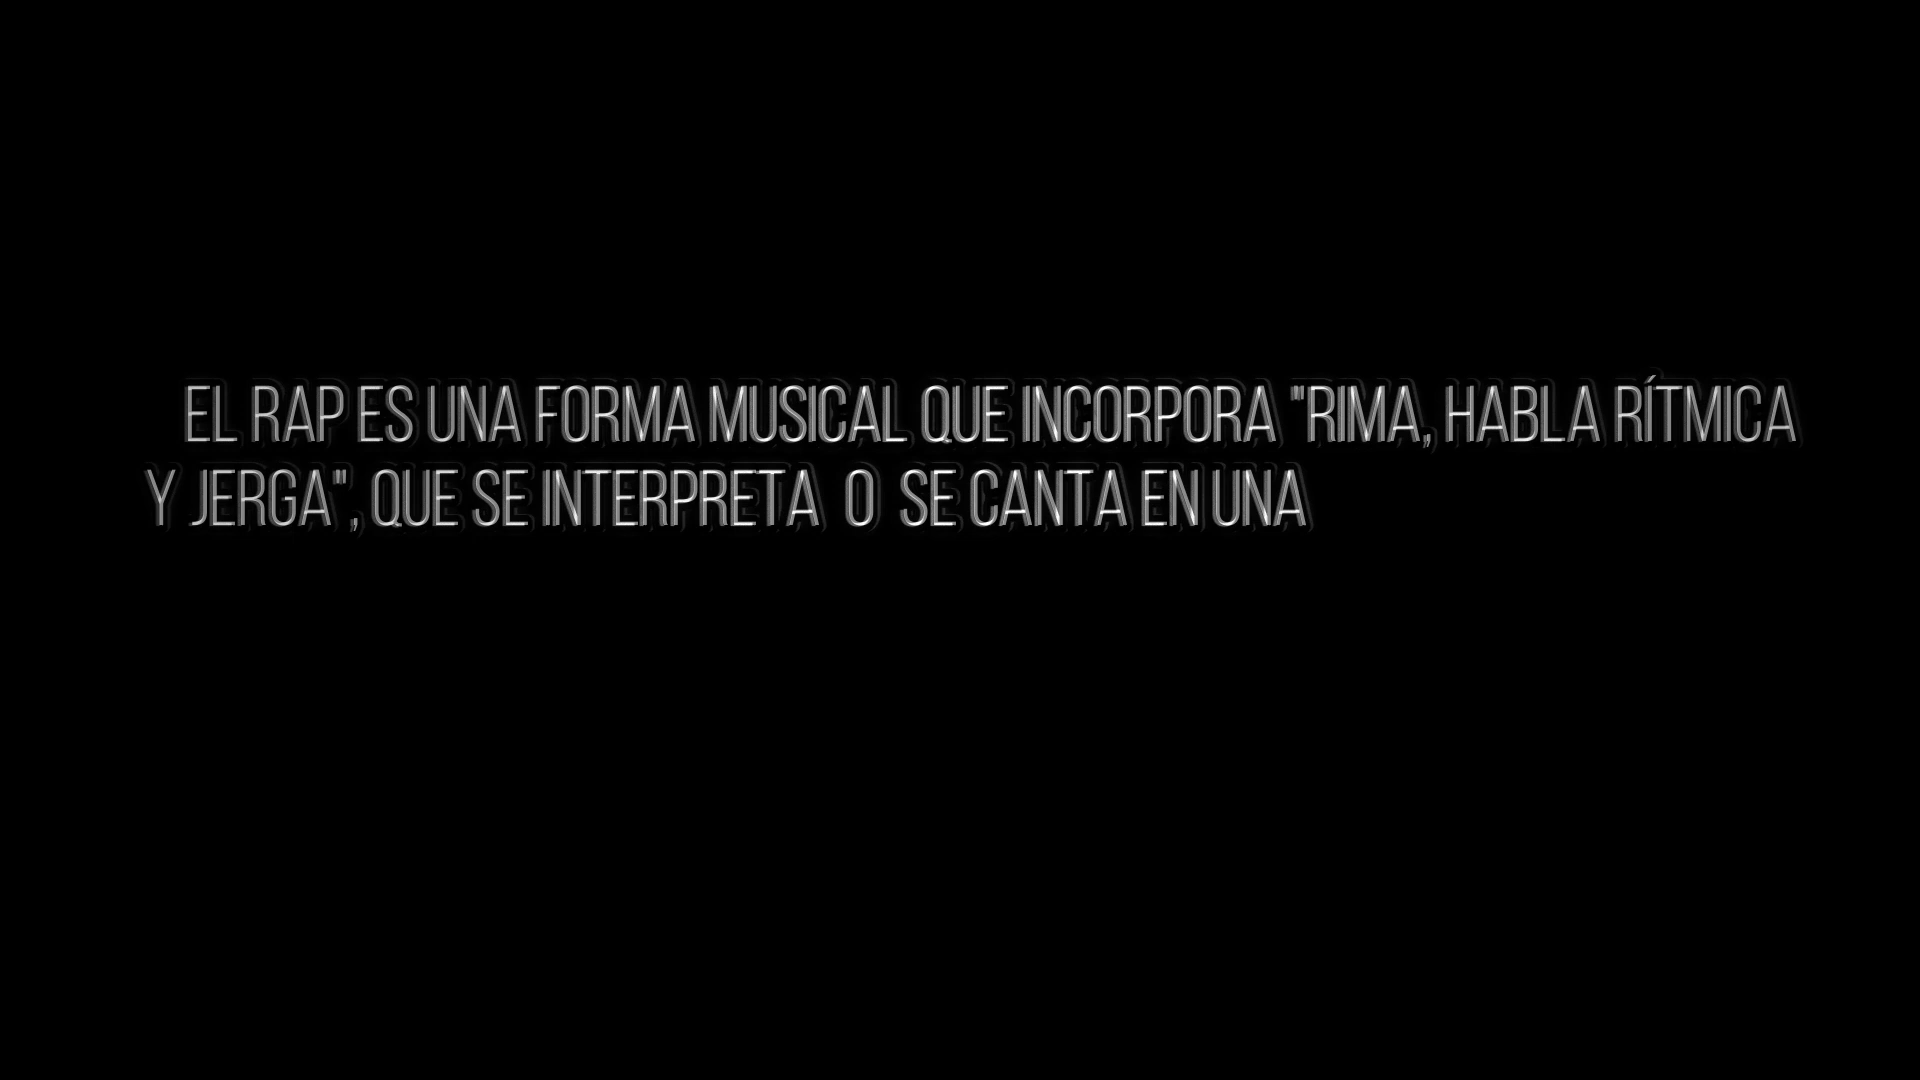 EL RAP ES UNA FORMA MUSICAL QUE INCORPORA "RIMA, HABLA RÍTMICA
Y JERGA", QUE SE INTERPRETA O SE CANTA EN UNA